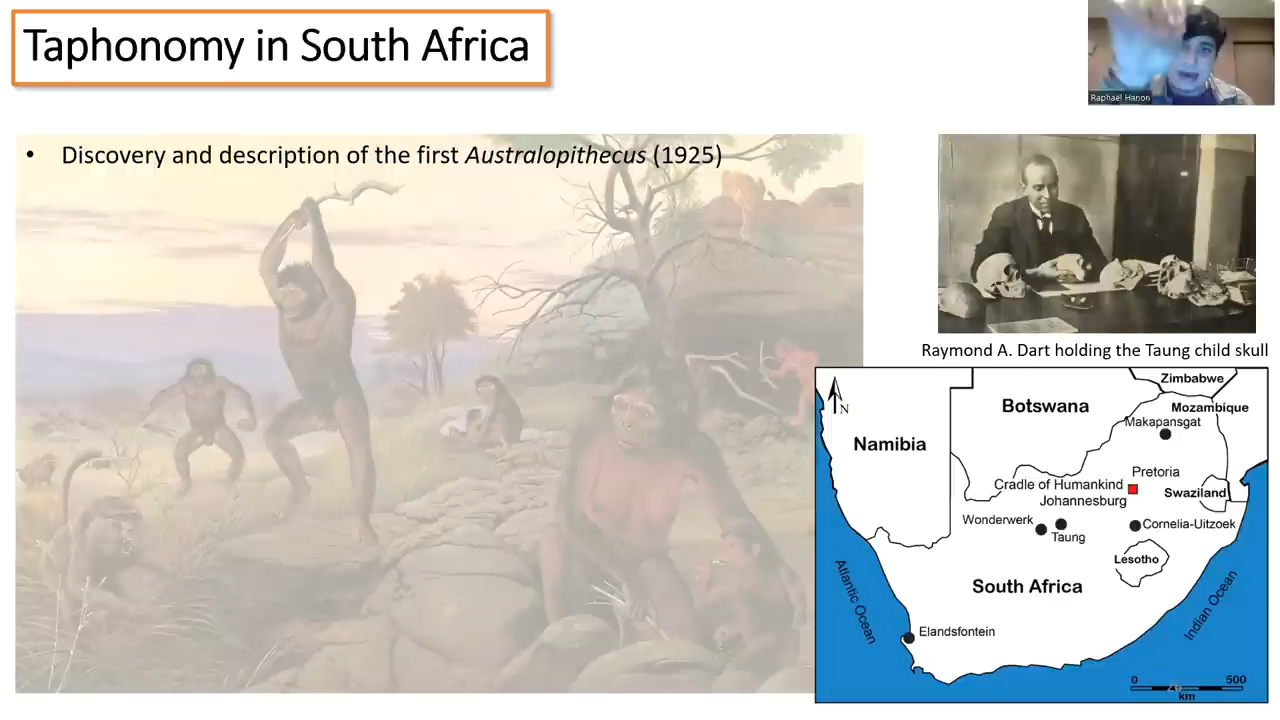 Taphonomy in South Africa
Raphael Hanon
• Discovery and description of the first Australopithecus (1925)
Raymond A. Dart holding the Taung child skull
Zimbabwe
Botswana
Mozambique
Makapansgat
N
Namibia
Pretoria
Cradle of Humankind
Johannesburg
Swaziland
Wonderwerk
Taung
Cornelia-Uitzoek
Lesotho
South Africa
Atlantic Ocean
Indian Ocean
Elandsfontein
0 500
km